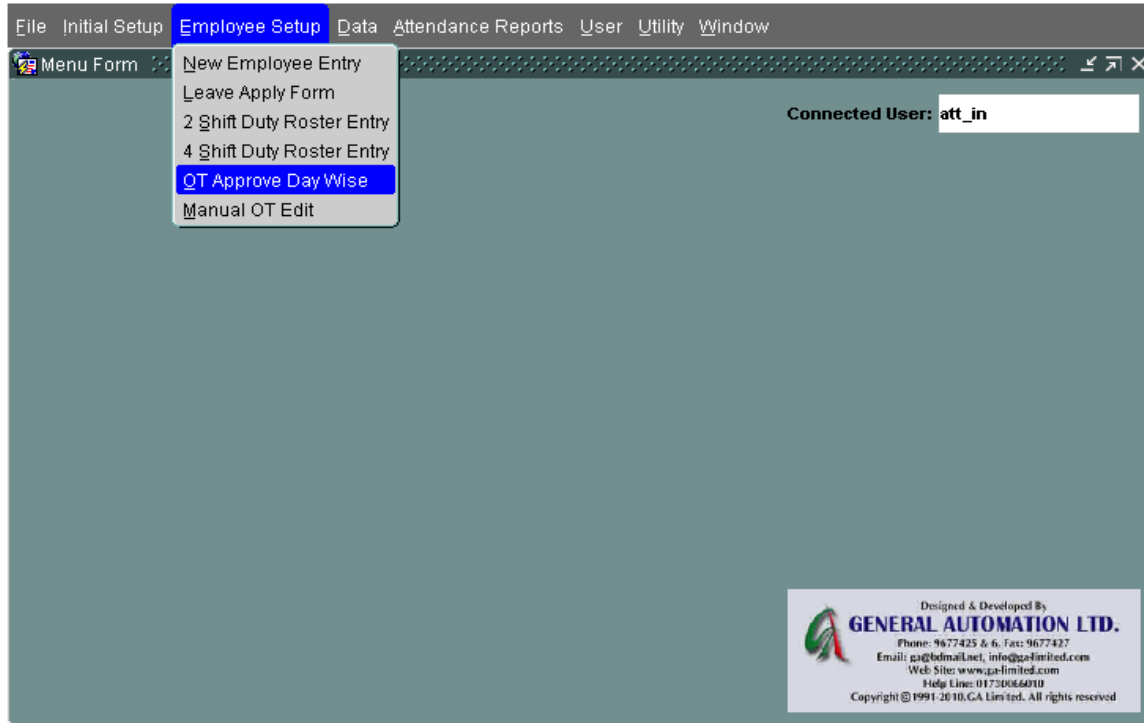 File Initial Setup Employee Setup Data Attendance Reports User Utility Window
Menu Form
New Employee Entry
Leave Apply Form
2 Shift Duty Roster Entry
4 Shift Duty Roster Entry
OT Approve Day Wise
Manual OT Edit
Connected User: att_in
Designed & Developed By
GENERAL AUTOMATION LTD.
Phone: 9677425 & 6, Fax: 9677427
Email: ga@bdmail.net, info@ga-limited.com
Web Site: www.ga-limited.com
Help Line: 01730066010
Copyright ©1991-2010.GA Limited. All rights reserved